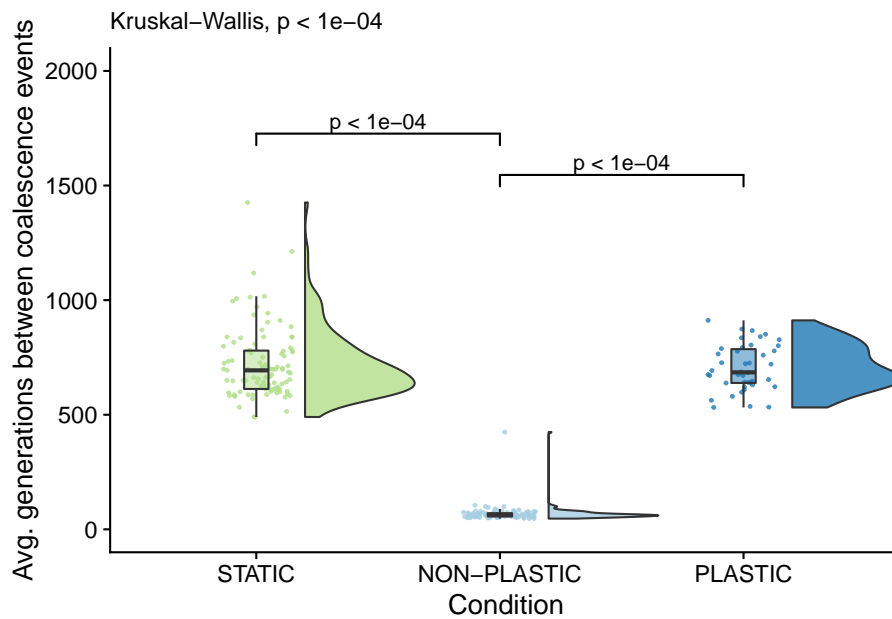 Kruskal−Wallis, p < 1e−04
Avg. generations between coalescence events
2000
1500
1000
500
0
p < 1e−04
p < 1e−04
STATIC
NON−PLASTIC
PLASTIC
Condition